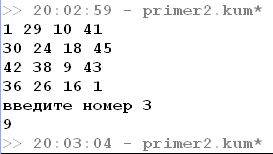 >> 20:02:59 - primer2.kum*
1 29 10 41
30 24 18 45
42 38 9 43
36 26 16 1
введите номер 3
9
>> 20:03:04 - primer2.kum*